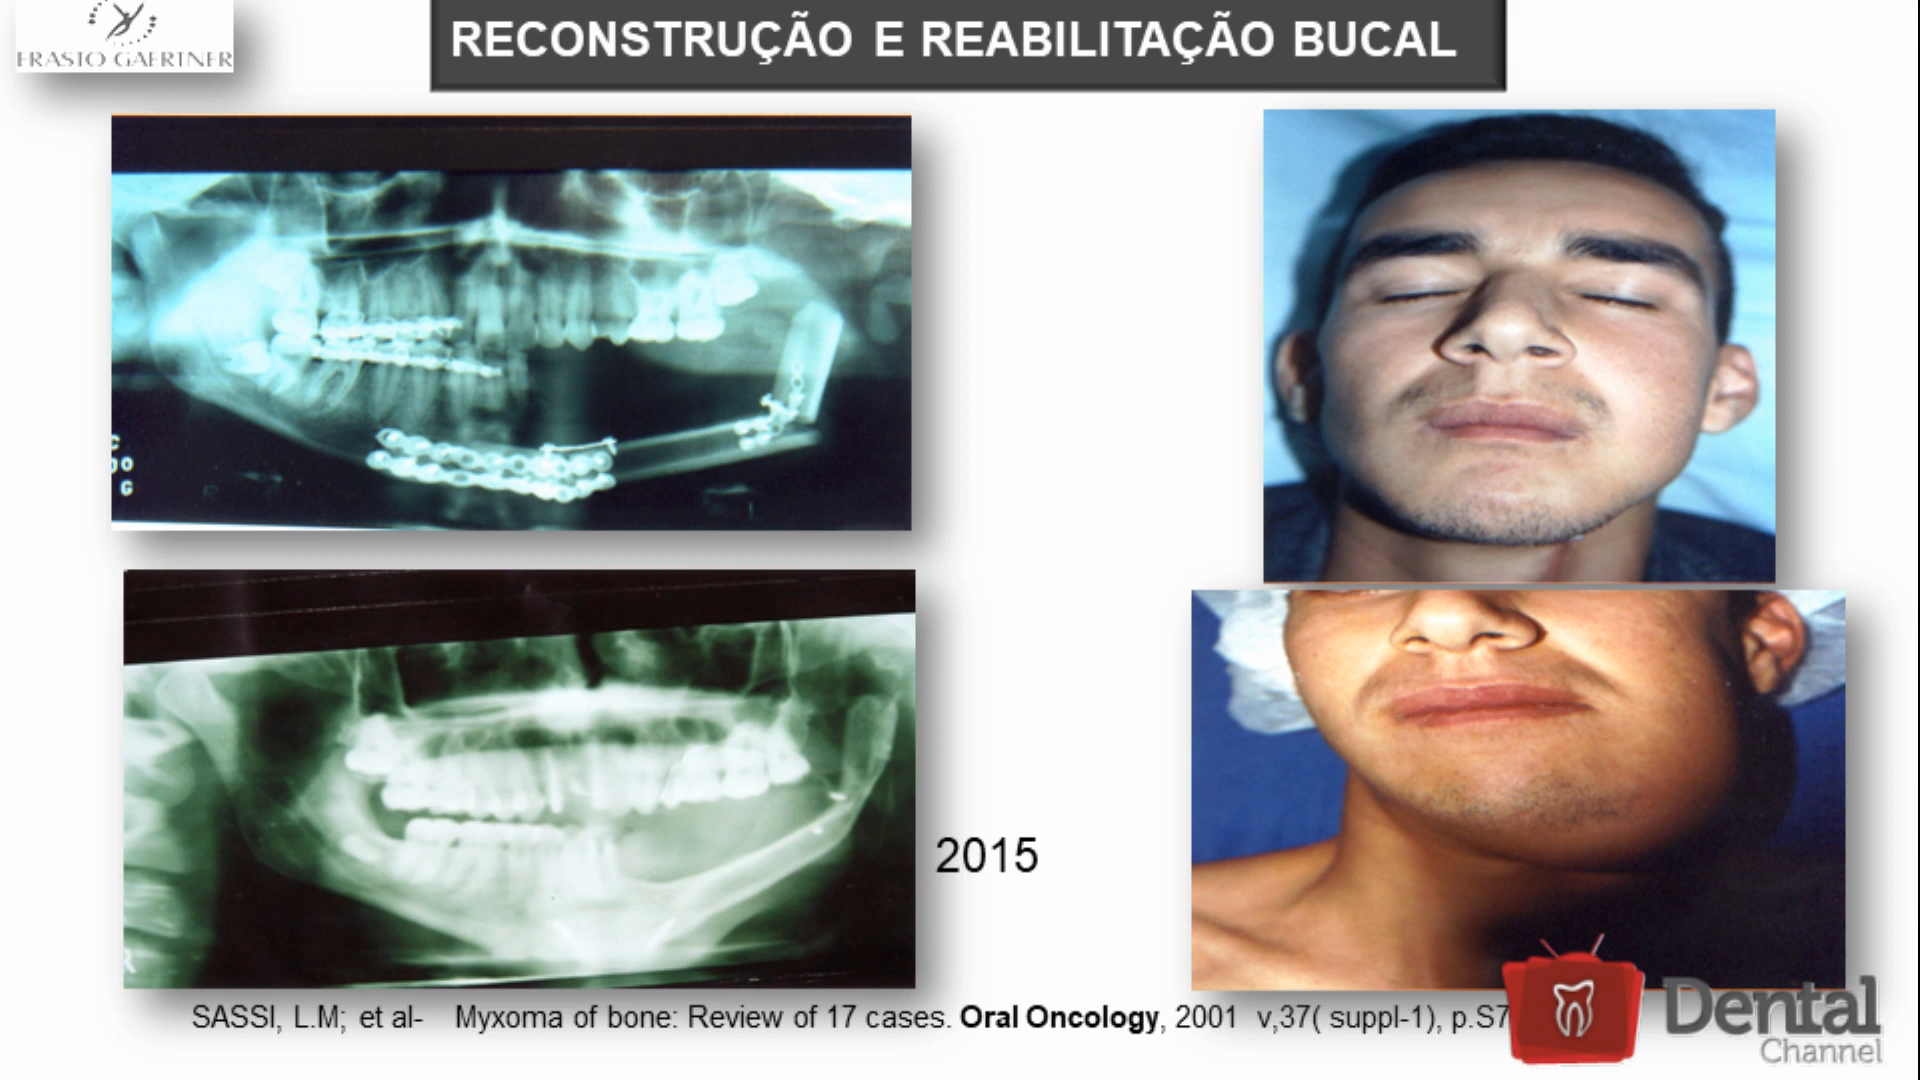 ERASTO GAERTNER
RECONSTRUÇÃO E REABILITAÇÃO BUCAL
G
2015
R
SASSI, L.M; et al- Myxoma of bone: Review of 17 cases. Oral Oncology, 2001 v,37( suppl-1), p.S7
Dental
Channel